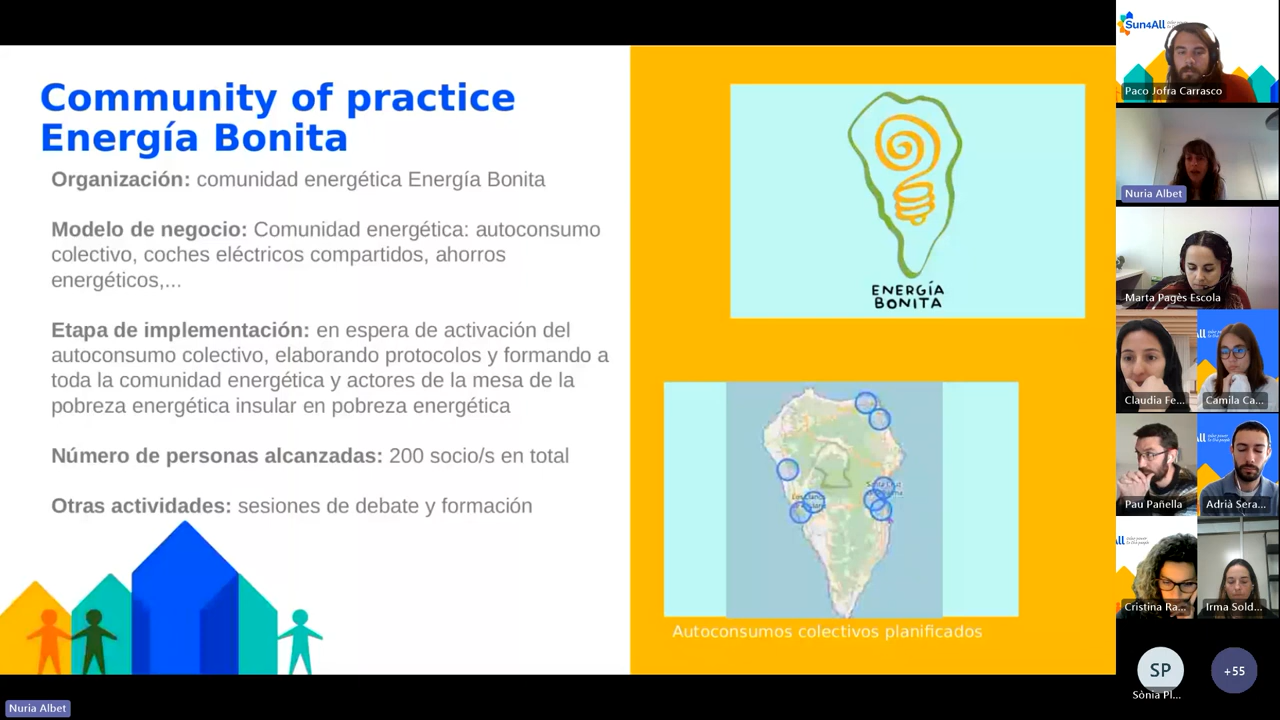 Community of practice
Energía Bonita
Organización: comunidad energética Energía Bonita
Modelo de negocio: Comunidad energética: autoconsumo
colectivo, coches eléctricos compartidos, ahorros
energéticos,...
Etapa de implementación: en espera de activación del
autoconsumo colectivo, elaborando protocolos y formando a
toda la comunidad energética y actores de la mesa de la
pobreza energética insular en pobreza energética
Número de personas alcanzadas: 200 socio/s en total
Otras actividades: sesiones de debate y formación
ENERGÍA
BONITA
Autoconsumos colectivos planificados
Nuria Albet
Sun4All
Paco Jofra Carrasco
Nuria Albet
Marta Pagès Escola
Claudia Fe...
Camila Ca...
Pau Pañella
Adrià Sera...
Cristina Ra...
Irma Sold...
SP
Sònia Pl...
+55